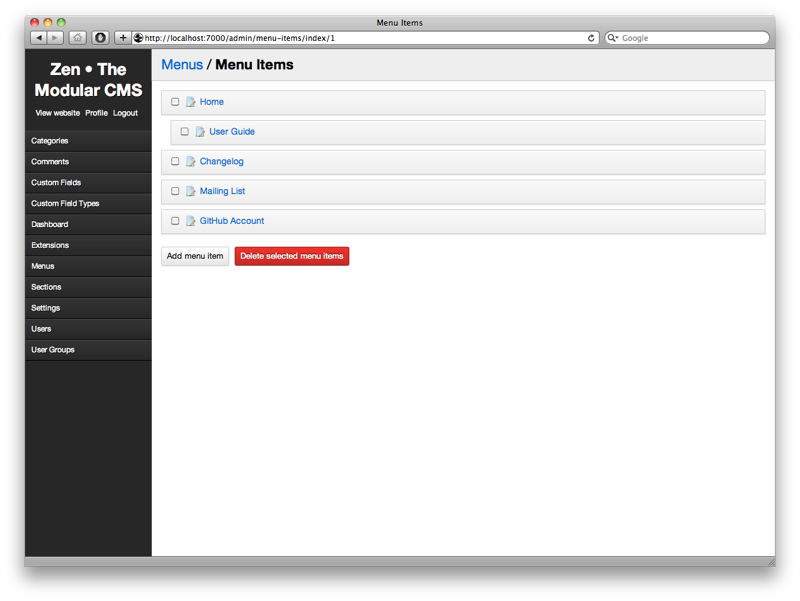 Menu Items
http://localhost:7000/admin/menu-items/index/1
Google
Zen • The
Modular CMS
View website Profile Logout
Categories
Comments
Custom Fields
Custom Field Types
Dashboard
Extensions
Menus
Sections
Settings
Users
User Groups
Menus / Menu Items
Home
User Guide
Changelog
Mailing List
GitHub Account
Add menu item Delete selected menu items